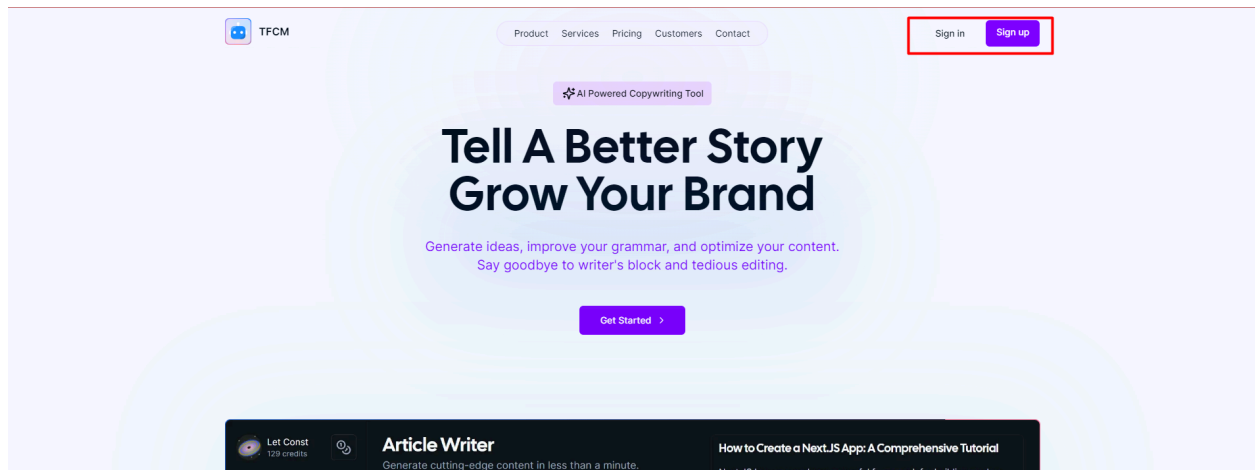 TFCM
Product Services Pricing Customers Contact
Sign in Sign up
AI Powered Copywriting Tool
Tell A Better Story
Grow Your Brand
Generate ideas, improve your grammar, and optimize your content.
Say goodbye to writer's block and tedious editing.
Get Started
Let Const
129 credits
Article Writer
Generate cutting-edge content in less than a minute.
How to Create a Next.JS App: A Comprehensive Tutorial